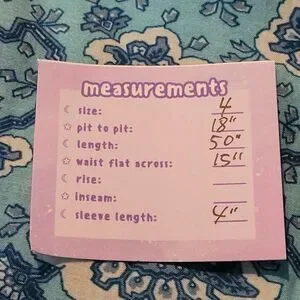 measurements
size: 4
pit to pit: 18"
length: 50"
waist flat across: 15"
rise:
inseam:
sleeve length: 4"